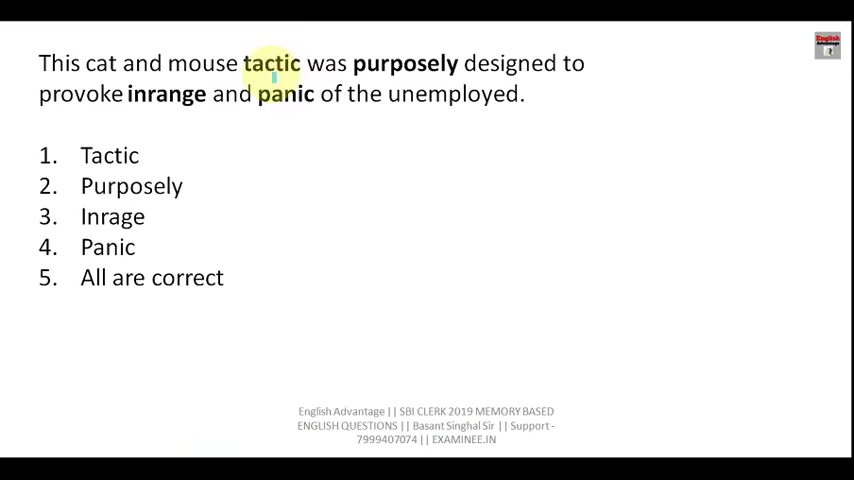 English
Advantage
This cat and mouse tactic was purposely designed to
provoke inrange and panic of the unemployed.
1. Tactic
2. Purposely
3. Inrage
4. Panic
5. All are correct
English Advantage || SBI CLERK 2019 MEMORY BASED
ENGLISH QUESTIONS || Basant Singhal Sir || Support -
7999407074 || EXAMINEE.IN